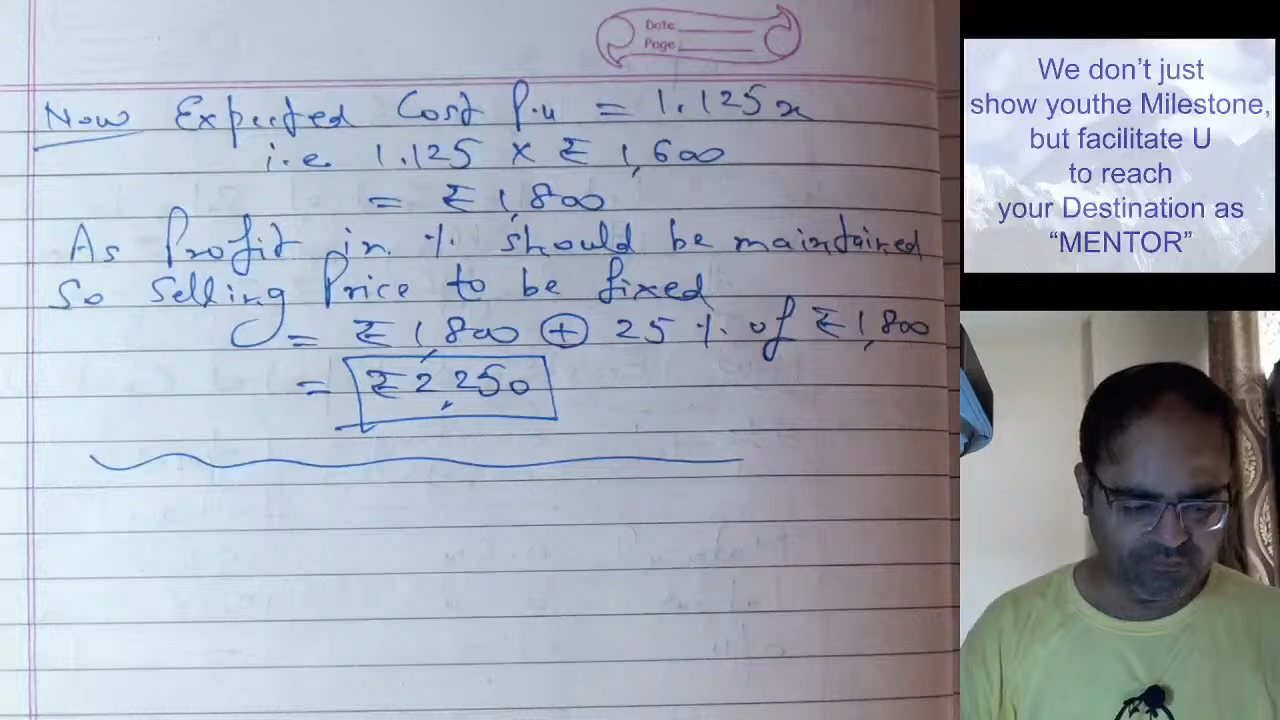 Date
Page
Now Expected Cost P.u = 1.125x
i.e. 1.125 × ₹1,600
= ₹1,800
As Profit in % should be maintained
So Selling Price to be fixed
= ₹1,800 ⊕ 25% of ₹1,800
= ₹2,250
We don't just
show youthe Milestone,
but facilitate U
to reach
your Destination as
"MENTOR"